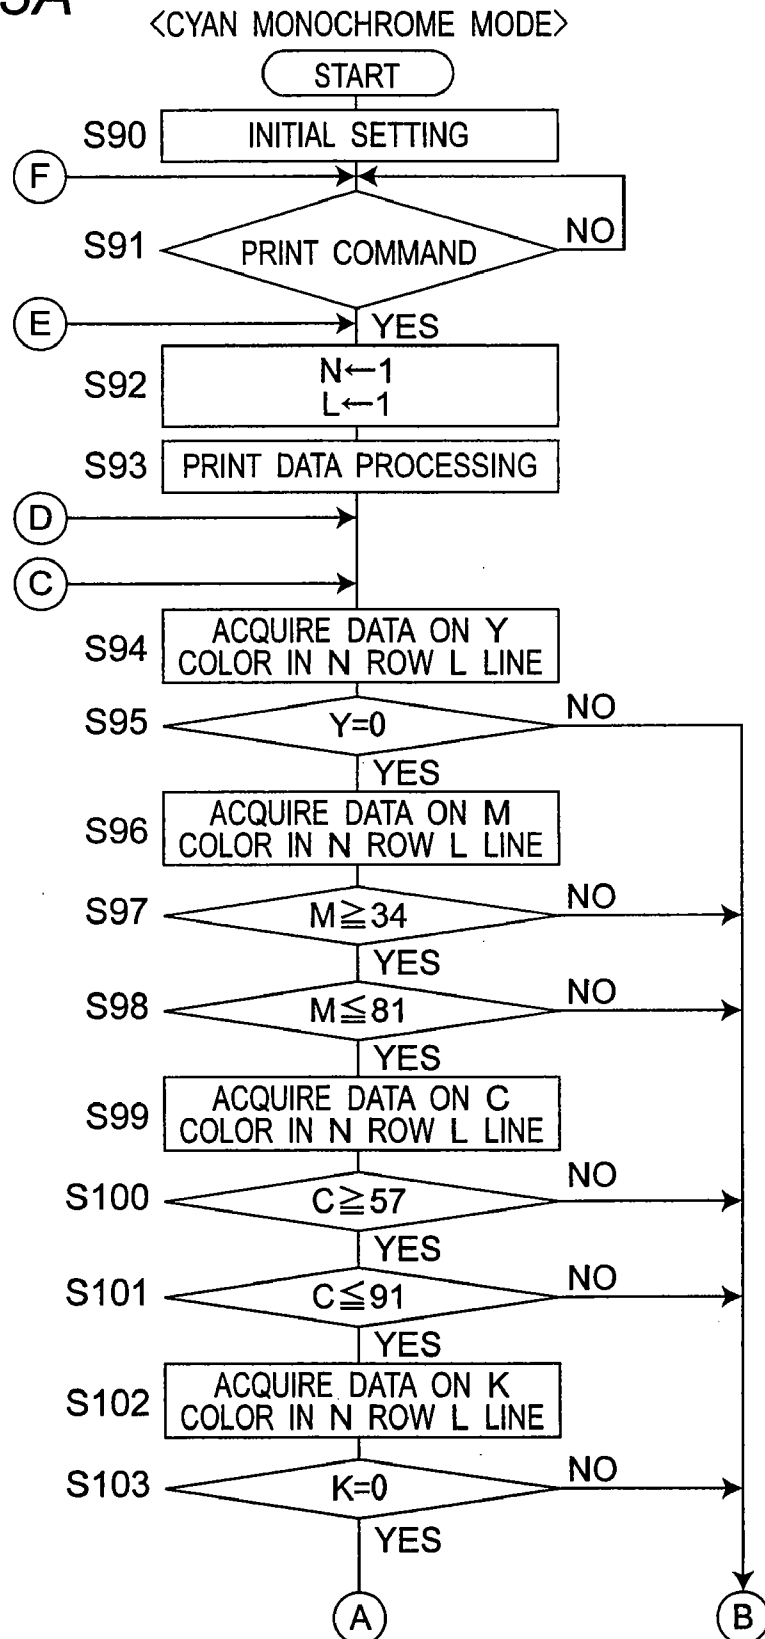 <CYAN MONOCHROME MODE>
START
S90 INITIAL SETTING
F
S91 PRINT COMMAND NO
E YES
S92 N←1
L←1
S93 PRINT DATA PROCESSING
D
C
S94 ACQUIRE DATA ON Y
COLOR IN N ROW L LINE
S95 Y=0 NO
YES
S96 ACQUIRE DATA ON M
COLOR IN N ROW L LINE
S97 M≧34 NO
YES
S98 M≦81 NO
YES
S99 ACQUIRE DATA ON C
COLOR IN N ROW L LINE
S100 C≧57 NO
YES
S101 C≦91 NO
YES
S102 ACQUIRE DATA ON K
COLOR IN N ROW L LINE
S103 K=0 NO
YES
A B